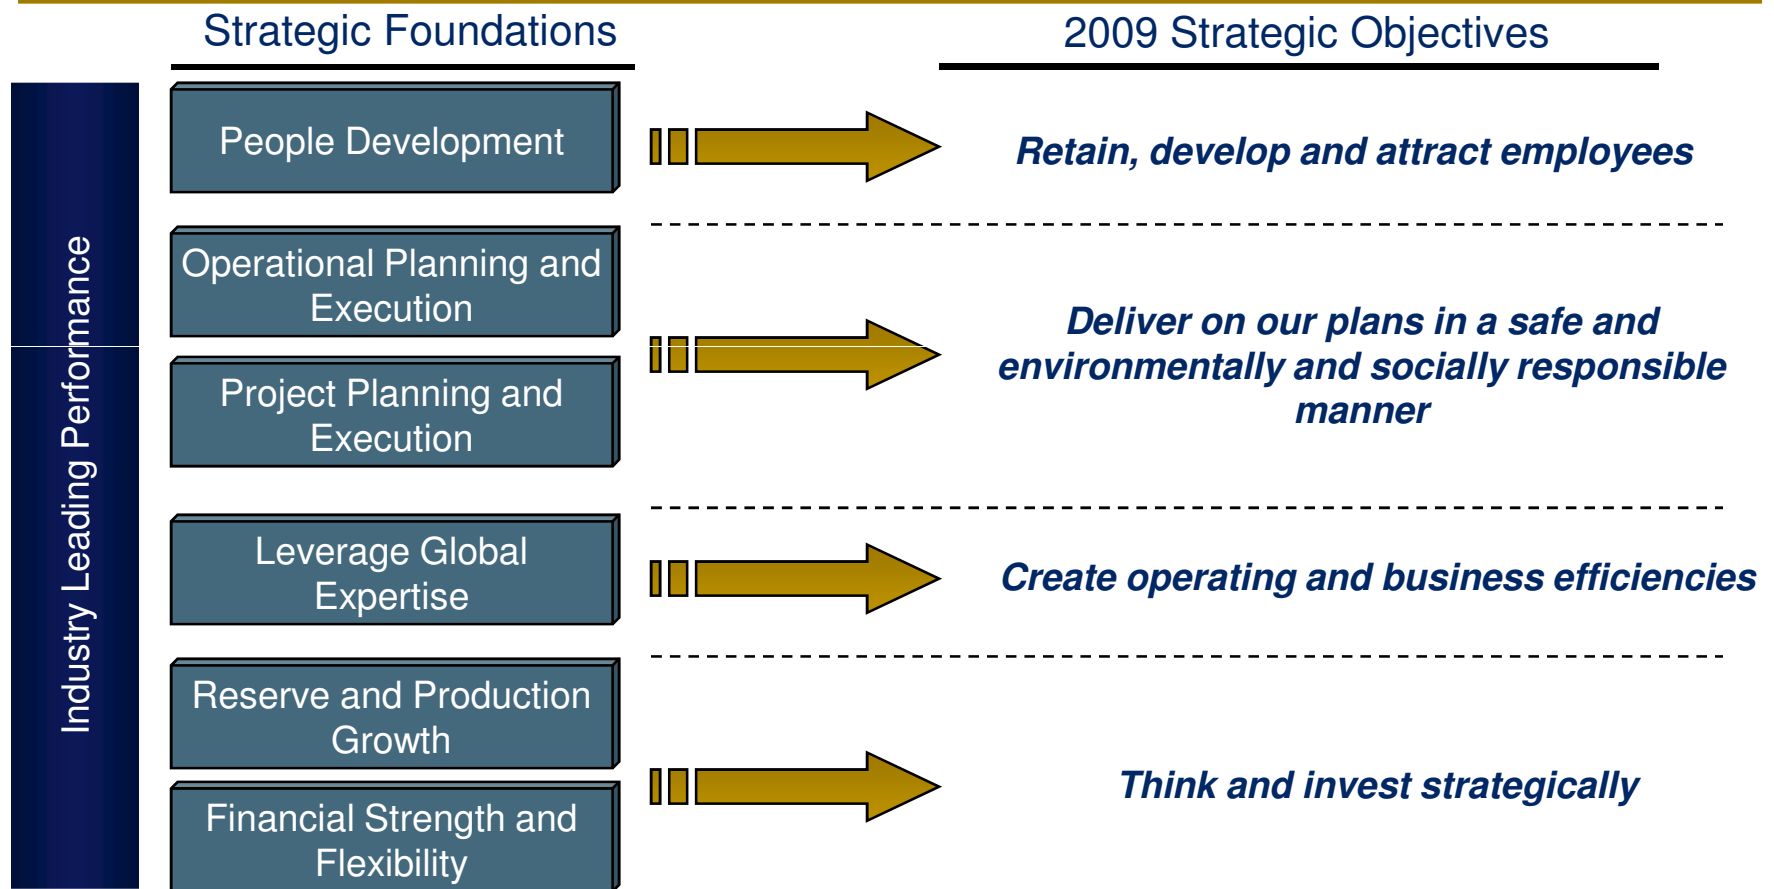 Strategic Foundations
2009 Strategic Objectives
Industry Leading Performance
People Development
Retain, develop and attract employees
Operational Planning and
Execution
Project Planning and
Execution
Deliver on our plans in a safe and
environmentally and socially responsible
manner
Leverage Global
Expertise
Create operating and business efficiencies
Reserve and Production
Growth
Financial Strength and
Flexibility
Think and invest strategically